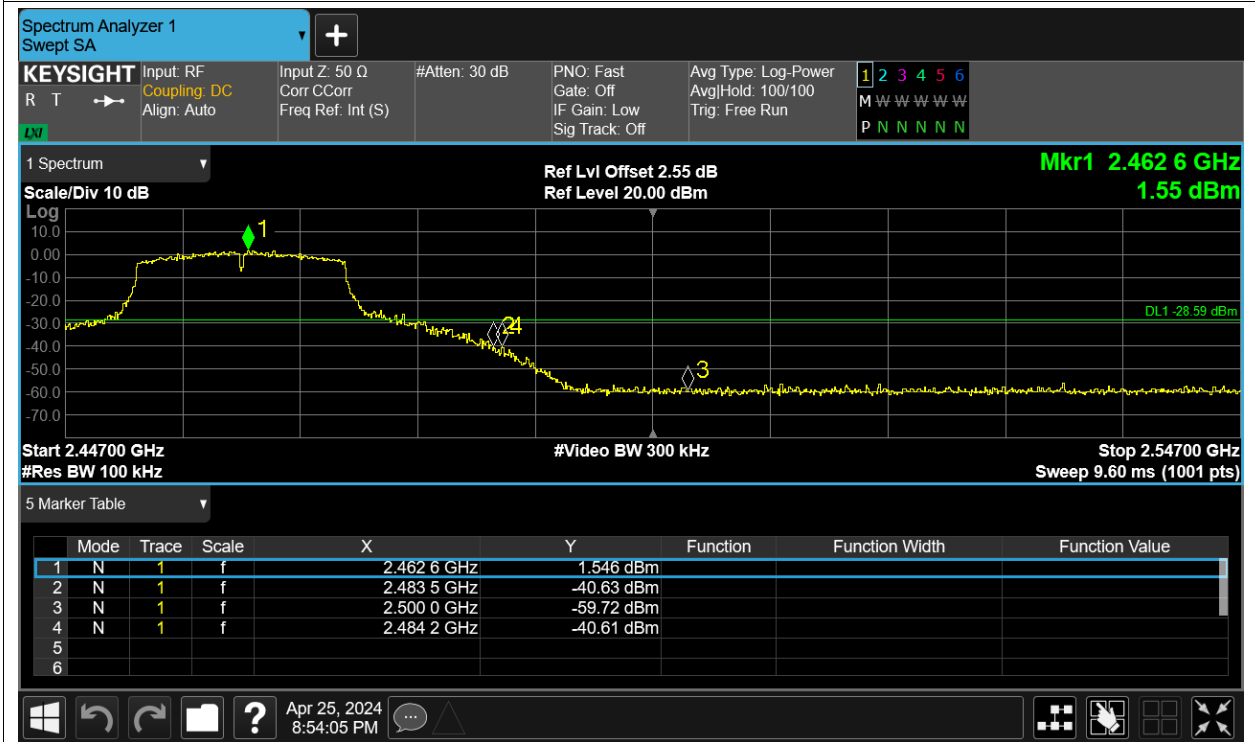 Spectrum Analyzer 1
Swept SA
+
KEYSIGHT
R T
LXI
Input: RF
Coupling: DC
Align: Auto
Input Z: 50 Ω
Corr CCorr
Freq Ref: Int (S)
#Atten: 30 dB
PNO: Fast
Gate: Off
IF Gain: Low
Sig Track: Off
Avg Type: Log-Power
Avg|Hold: 100/100
Trig: Free Run
1 2 3 4 5 6
M W W W W W
P N N N N N
1 Spectrum
Scale/Div 10 dB
Ref Lvl Offset 2.55 dB
Ref Level 20.00 dBm
Mkr1 2.462 6 GHz
1.55 dBm
Log
10.0
0.00
-10.0
-20.0
-30.0
-40.0
-50.0
-60.0
-70.0
1
24
3
DL1 -28.59 dBm
Start 2.44700 GHz #Video BW 300 kHz Stop 2.54700 GHz
#Res BW 100 kHz Sweep 9.60 ms (1001 pts)
5 Marker Table
Mode Trace Scale X Y Function Function Width Function Value
1 N 1 f 2.462 6 GHz 1.546 dBm
2 N 1 f 2.483 5 GHz -40.63 dBm
3 N 1 f 2.500 0 GHz -59.72 dBm
4 N 1 f 2.484 2 GHz -40.61 dBm
5
6
?
Apr 25, 2024
8:54:05 PM